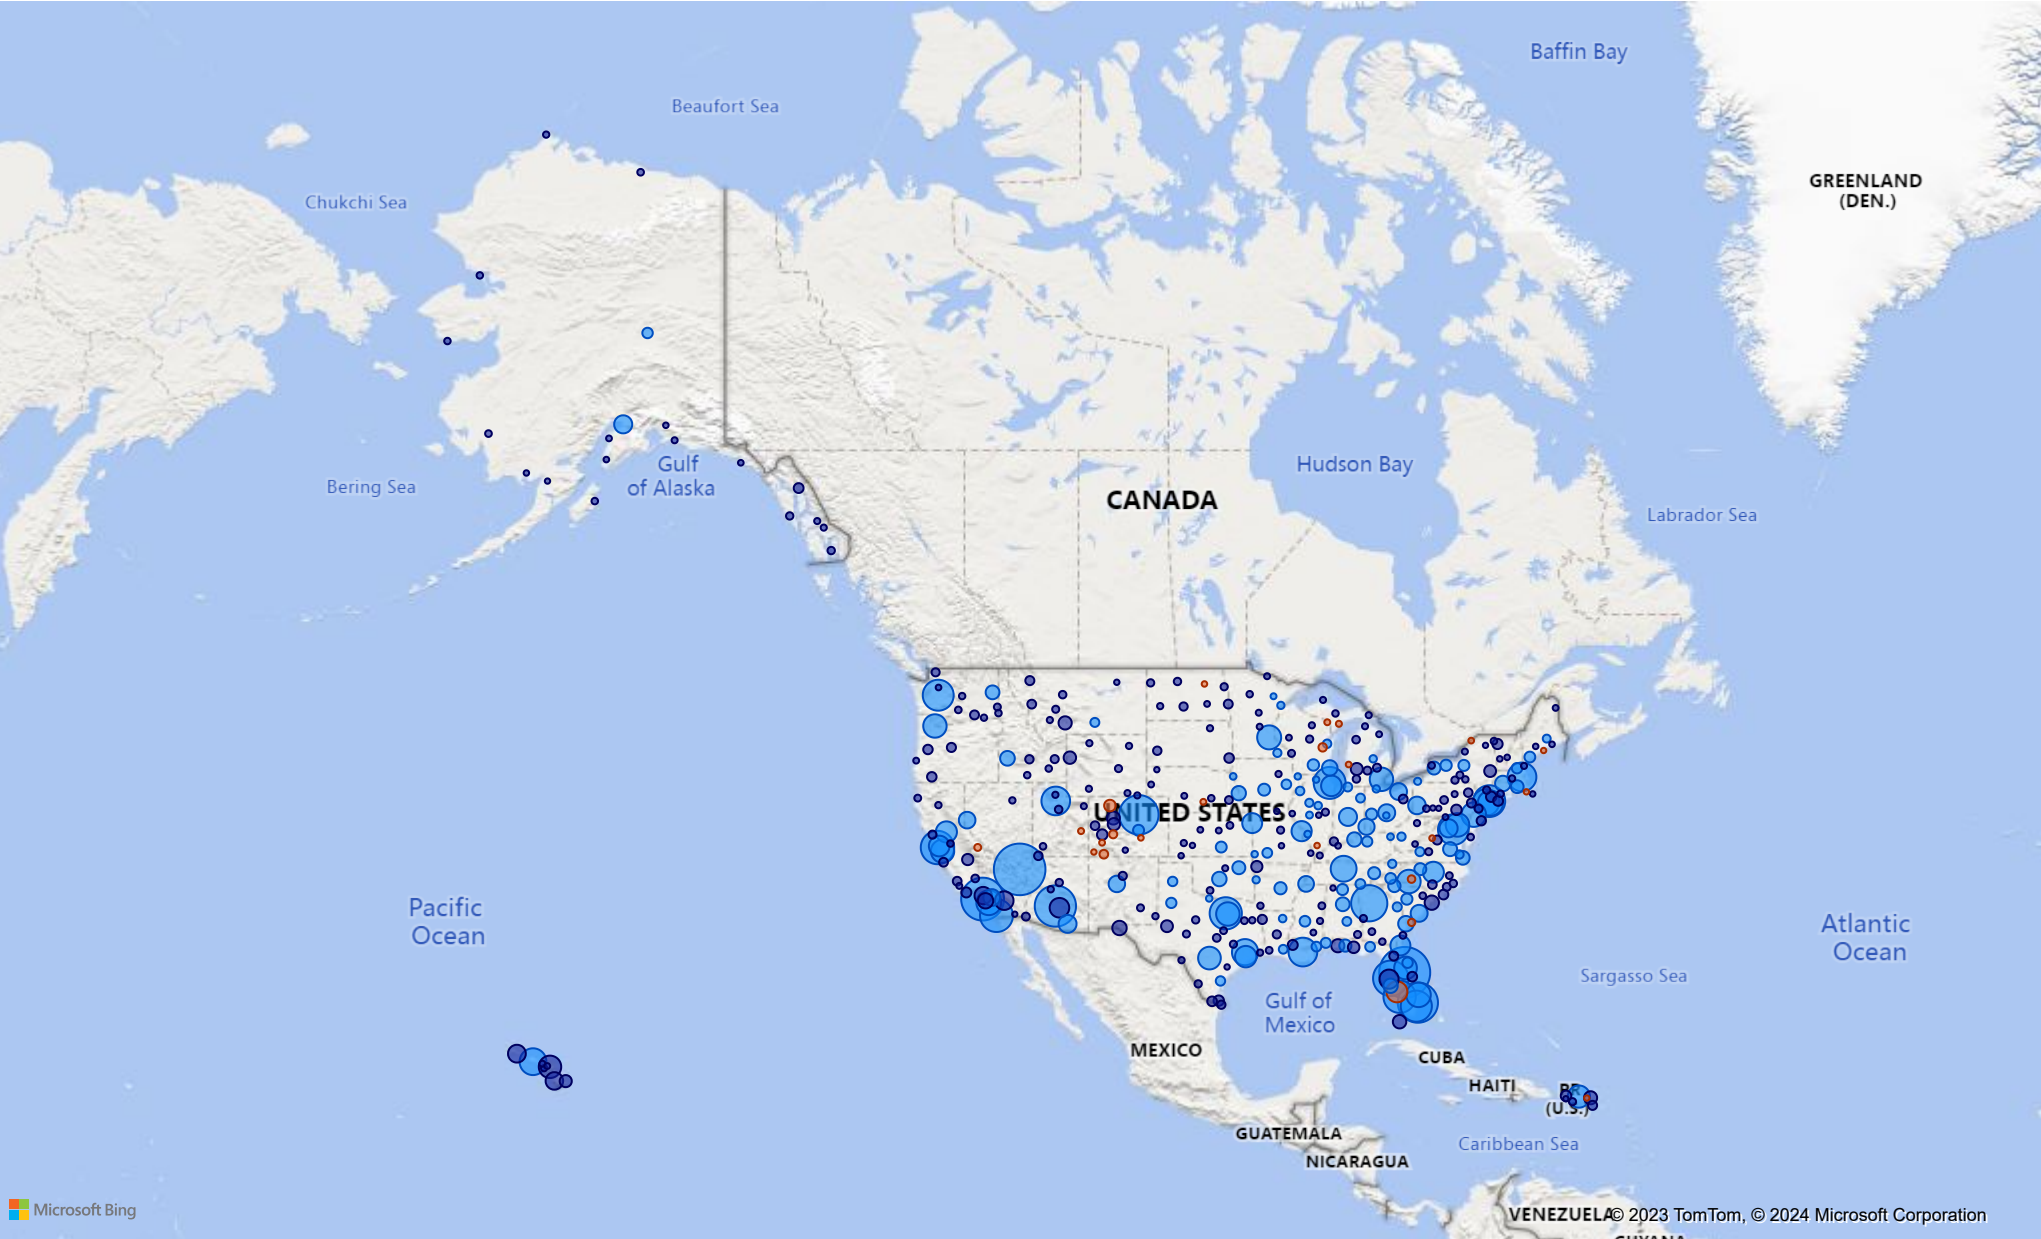 Baffin Bay
Beaufort Sea
GREENLAND
(DEN.)
Chukchi Sea
Gulf
of Alaska
Hudson Bay
Bering Sea
CANADA
Labrador Sea
UNITED STATES
Pacific
Ocean
Atlantic
Ocean
Sargasso Sea
Gulf of
Mexico
MEXICO
CUBA
HAITI
PR
(U.S.)
GUATEMALA
Caribbean Sea
NICARAGUA
Microsoft Bing
VENEZUELA
© 2023 TomTom, © 2024 Microsoft Corporation